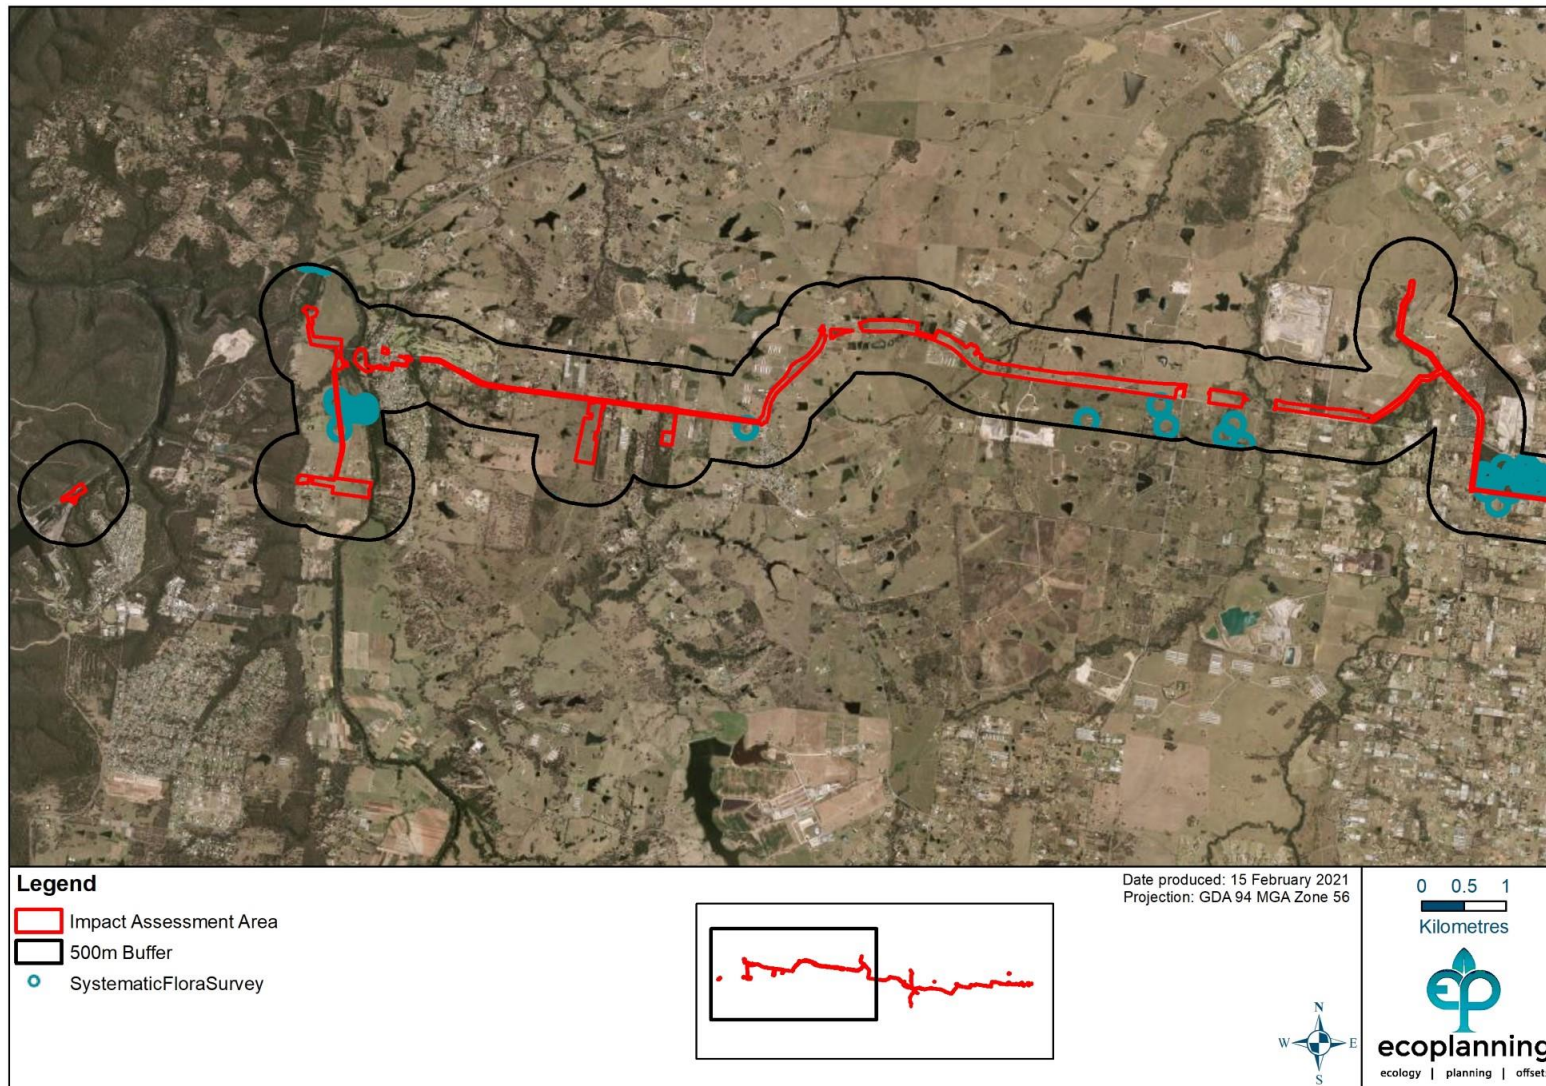 Legend
Impact Assessment Area
500m Buffer
SystematicFloraSurvey
Date produced: 15 February 2021
Projection: GDA 94 MGA Zone 56
0 0.5 1
Kilometres
N
W E
S
ep
ecoplanning
ecology | planning | offset